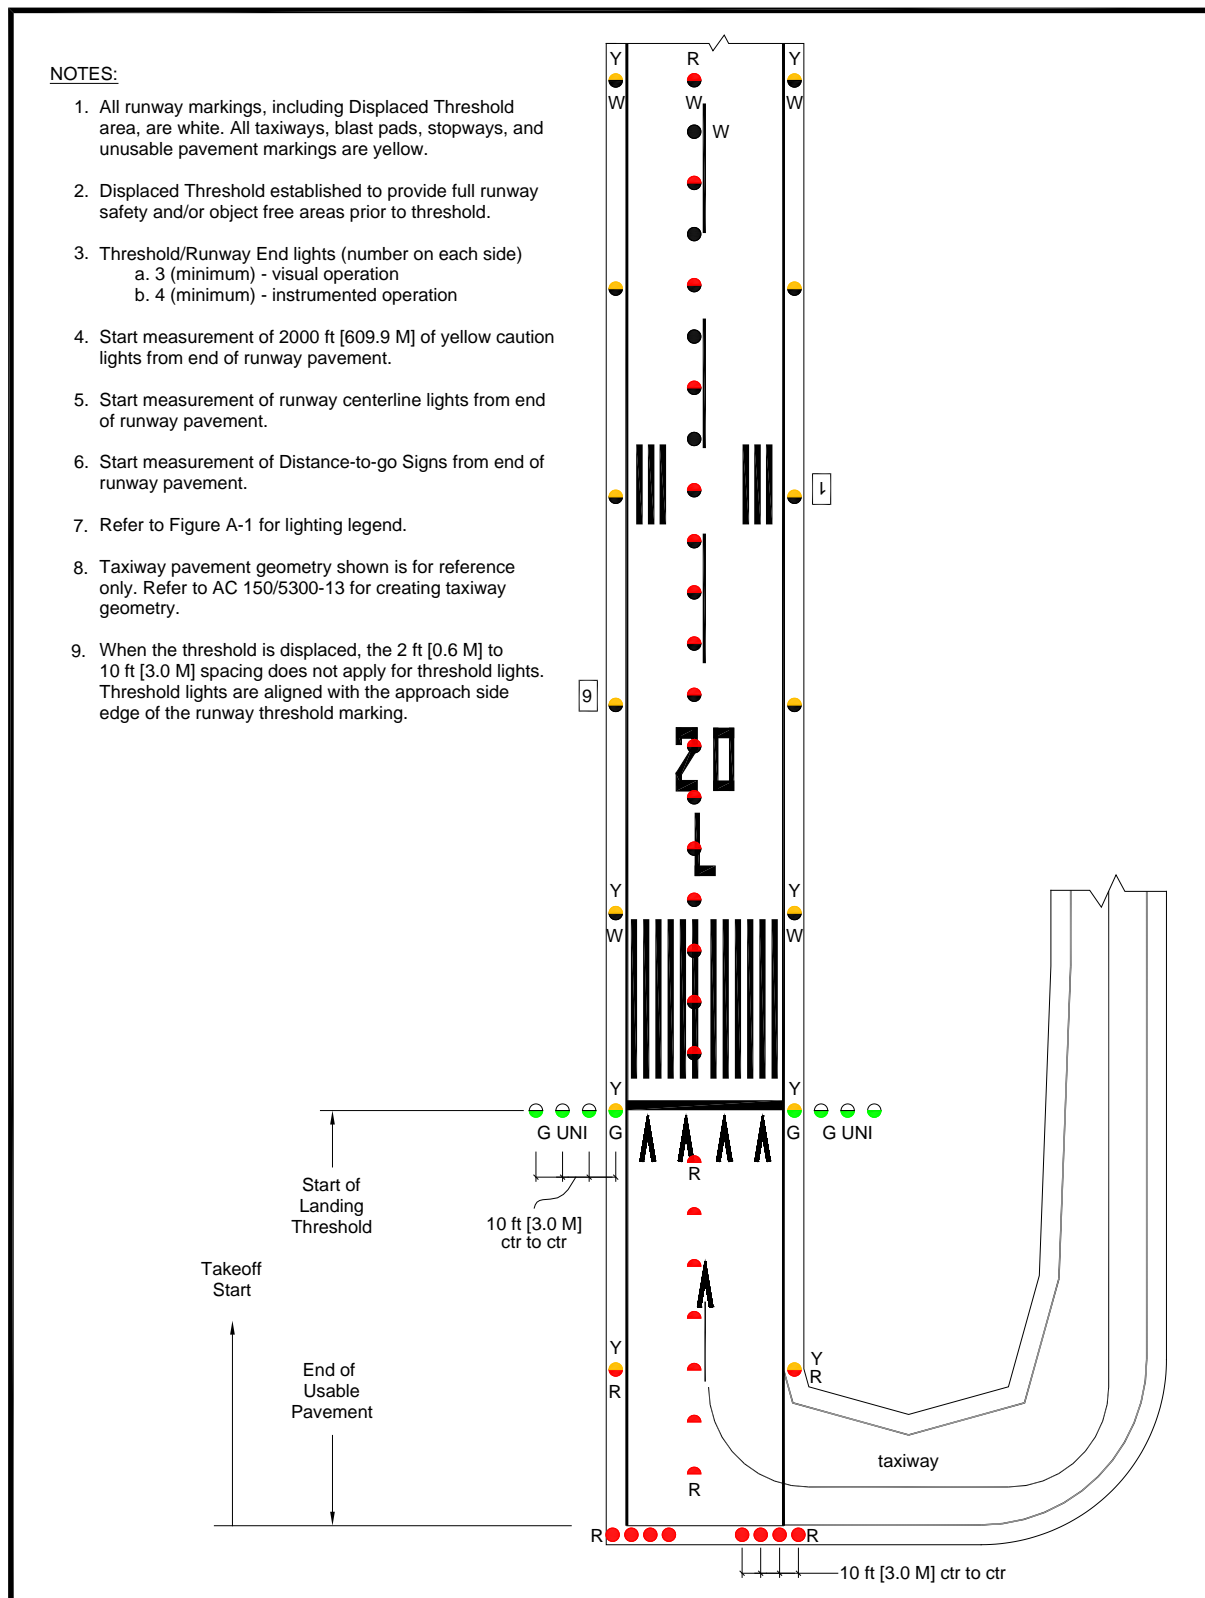 NOTES:
1. All runway markings, including Displaced Threshold
area, are white. All taxiways, blast pads, stopways, and
unusable pavement markings are yellow.
2. Displaced Threshold established to provide full runway
safety and/or object free areas prior to threshold.
3. Threshold/Runway End lights (number on each side)
a. 3 (minimum) - visual operation
b. 4 (minimum) - instrumented operation
4. Start measurement of 2000 ft [609.9 M] of yellow caution
lights from end of runway pavement.
5. Start measurement of runway centerline lights from end
of runway pavement.
6. Start measurement of Distance-to-go Signs from end of
runway pavement.
7. Refer to Figure A-1 for lighting legend.
8. Taxiway pavement geometry shown is for reference
only. Refer to AC 150/5300-13 for creating taxiway
geometry.
9. When the threshold is displaced, the 2 ft [0.6 M] to
10 ft [3.0 M] spacing does not apply for threshold lights.
Threshold lights are aligned with the approach side
edge of the runway threshold marking.
Y R Y
W W W
W
1
9
20
L
Y Y
W W
Y Y
G UNI G G G UNI
R
10 ft [3.0 M]
ctr to ctr
Start of
Landing
Threshold
Takeoff
Start
Y Y
R R
End of
Usable
Pavement
taxiway
R
R R
10 ft [3.0 M] ctr to ctr